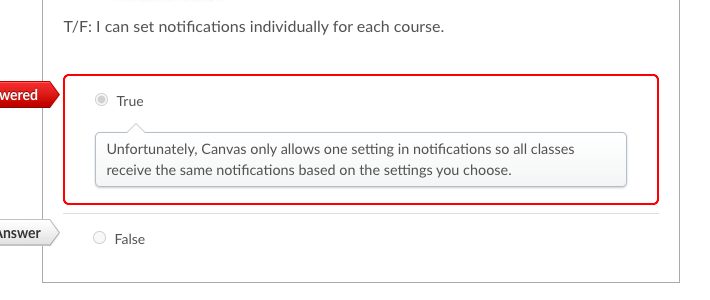 T/F: I can set notifications individually for each course.
wered
True
Unfortunately, Canvas only allows one setting in notifications so all classes
receive the same notifications based on the settings you choose.
Answer
False